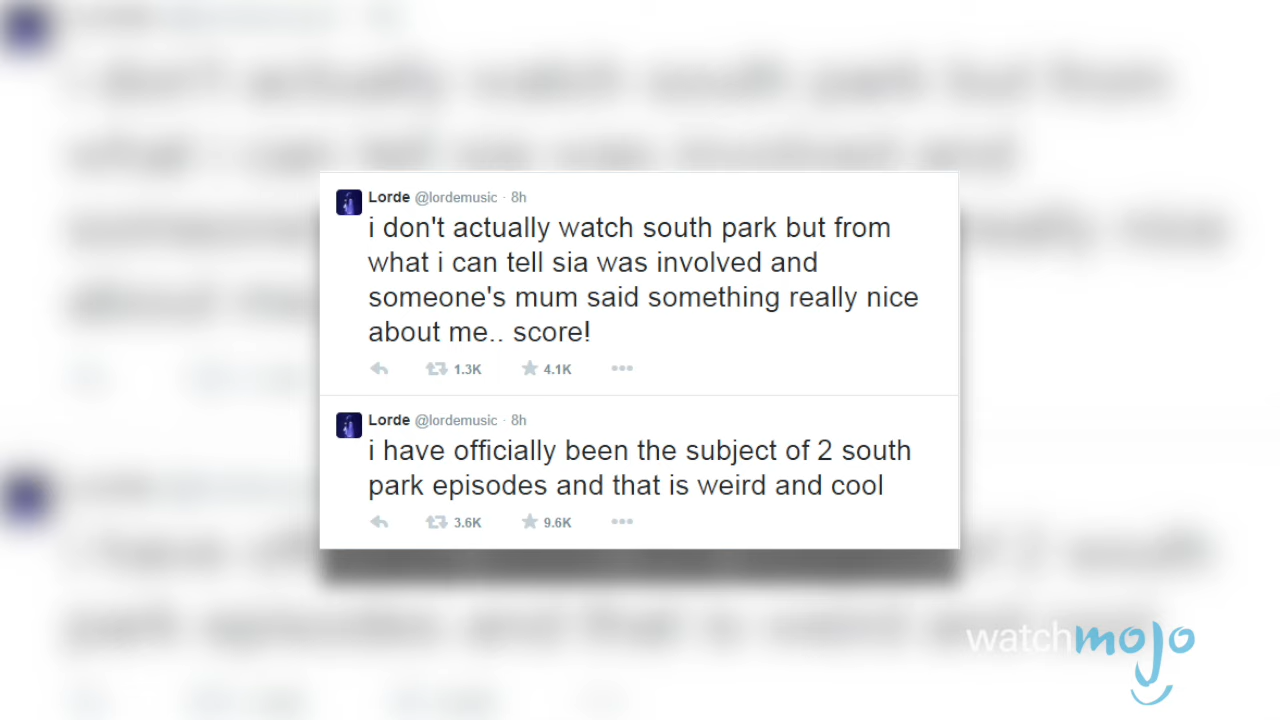 Lorde @lordemusic · 8h
i don't actually watch south park but from
what i can tell sia was involved and
someone's mum said something really nice
about me.. score!
1.3K 4.1K
Lorde @lordemusic · 8h
i have officially been the subject of 2 south
park episodes and that is weird and cool
3.6K 9.6K
watchmojo